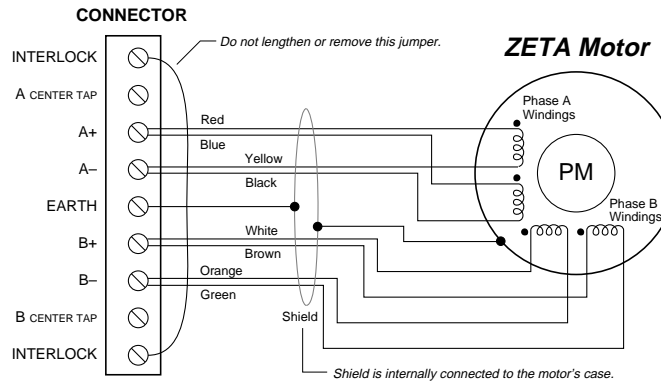 CONNECTOR
Do not lengthen or remove this jumper.
ZETA Motor
INTERLOCK
A CENTER TAP
A+
A–
EARTH
B+
B–
B CENTER TAP
INTERLOCK
Red
Blue
Yellow
Black
White
Brown
Orange
Green
Shield
Phase A
Windings
PM
Phase B
Windings
Shield is internally connected to the motor's case.